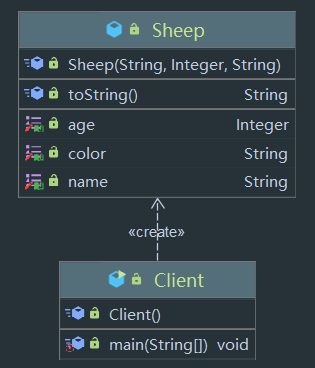 Sheep
Sheep(String, Integer, String)
toString() String
age Integer
color String
name String
«create»
Client
Client()
main(String[]) void